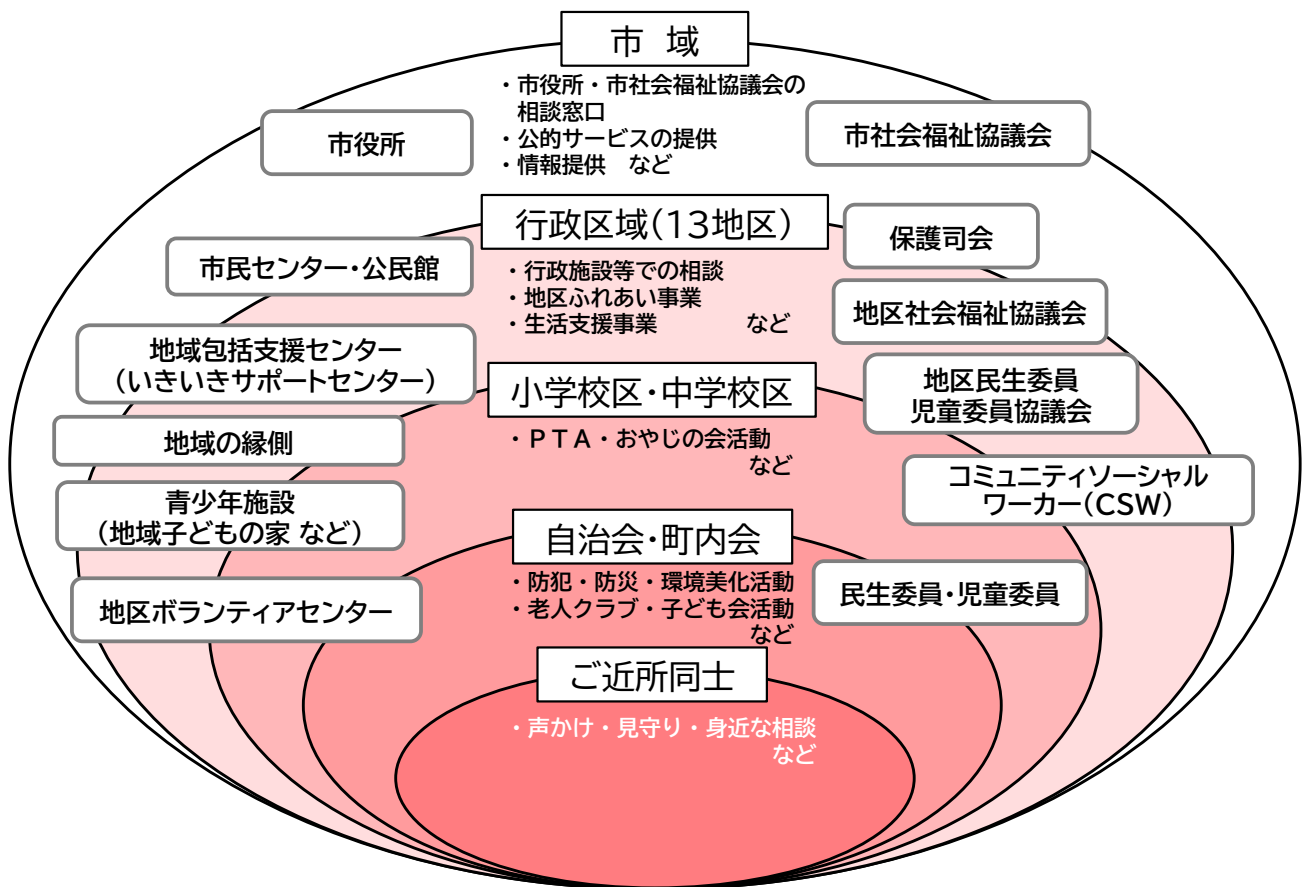 市 域
・市役所・市社会福祉協議会の
相談窓口
・公的サービスの提供
・情報提供　など
市役所
市社会福祉協議会
行政区域(13地区)
・行政施設等での相談
・地区ふれあい事業
・生活支援事業　　　　など
市民センター・公民館
保護司会
地区社会福祉協議会
地域包括支援センター
(いきいきサポートセンター)
小学校区・中学校区
・ＰＴＡ・おやじの会活動
など
地区民生委員
児童委員協議会
地域の縁側
コミュニティソーシャル
ワーカー(CSW)
青少年施設
(地域子どもの家 など)
自治会・町内会
・防犯・防災・環境美化活動
・老人クラブ・子ども会活動
など
民生委員・児童委員
地区ボランティアセンター
ご近所同士
・声かけ・見守り・身近な相談
など